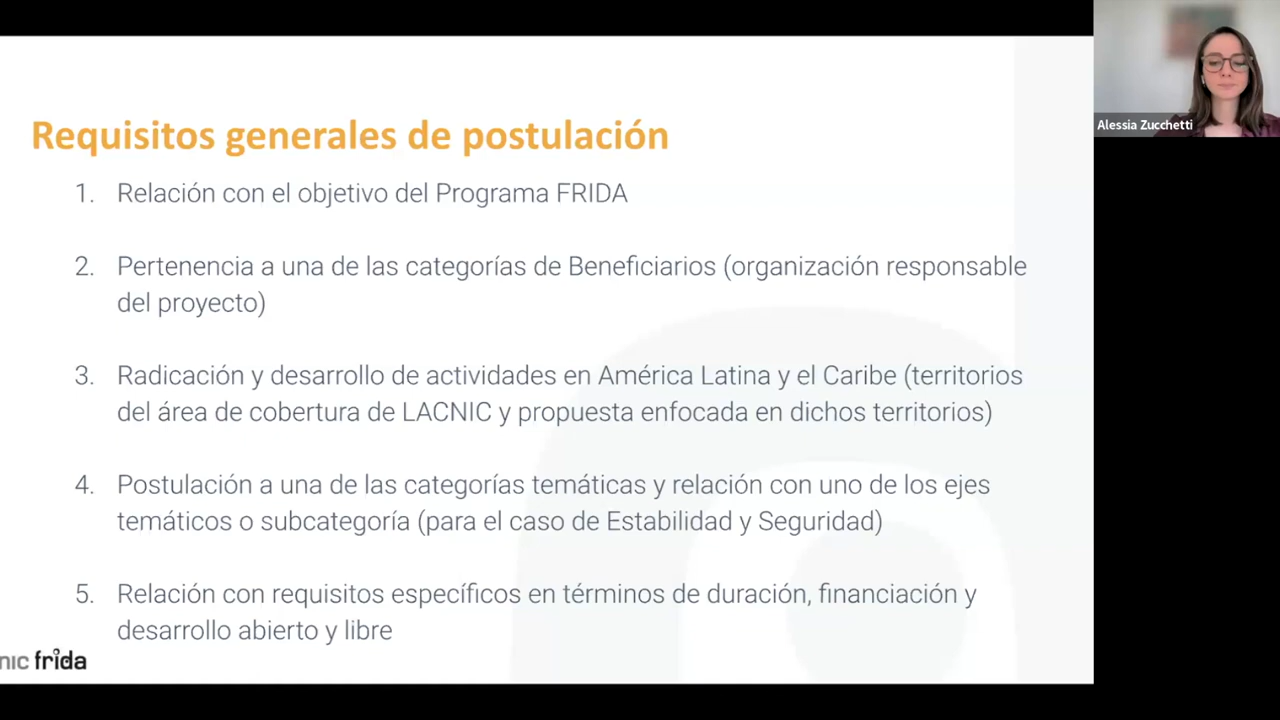 Requisitos generales de postulación
1. Relación con el objetivo del Programa FRIDA
2. Pertenencia a una de las categorías de Beneficiarios (organización responsable
del proyecto)
3. Radicación y desarrollo de actividades en América Latina y el Caribe (territorios
del área de cobertura de LACNIC y propuesta enfocada en dichos territorios)
4. Postulación a una de las categorías temáticas y relación con uno de los ejes
temáticos o subcategoría (para el caso de Estabilidad y Seguridad)
5. Relación con requisitos específicos en términos de duración, financiación y
desarrollo abierto y libre
nic frida
Alessia Zucchetti